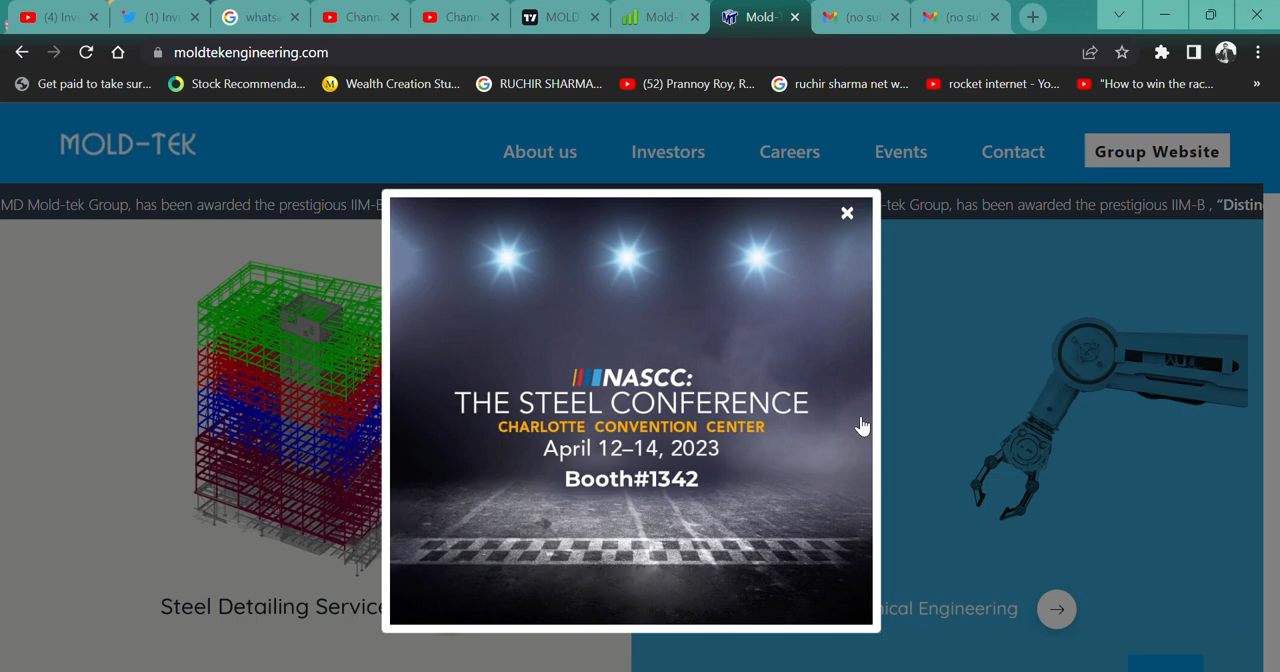 (4) Inv
(1) Inv
whatsa
Chann
Chann
MOLD
Mold-
Mold-T
(no su
(no su
moldtekengineering.com
Get paid to take sur...
Stock Recommenda...
Wealth Creation Stu...
RUCHIR SHARMA...
(52) Prannoy Roy, R...
ruchir sharma net w...
rocket internet - Yo...
"How to win the rac...
»
MOLD-TEK
About us
Investors
Careers
Events
Contact
Group Website
MD Mold-tek Group, has been awarded the prestigious IIM-B
-tek Group, has been awarded the prestigious IIM-B , “Distin
NASCC:
THE STEEL CONFERENCE
CHARLOTTE CONVENTION CENTER
April 12–14, 2023
Booth#1342
Steel Detailing Service
nical Engineering